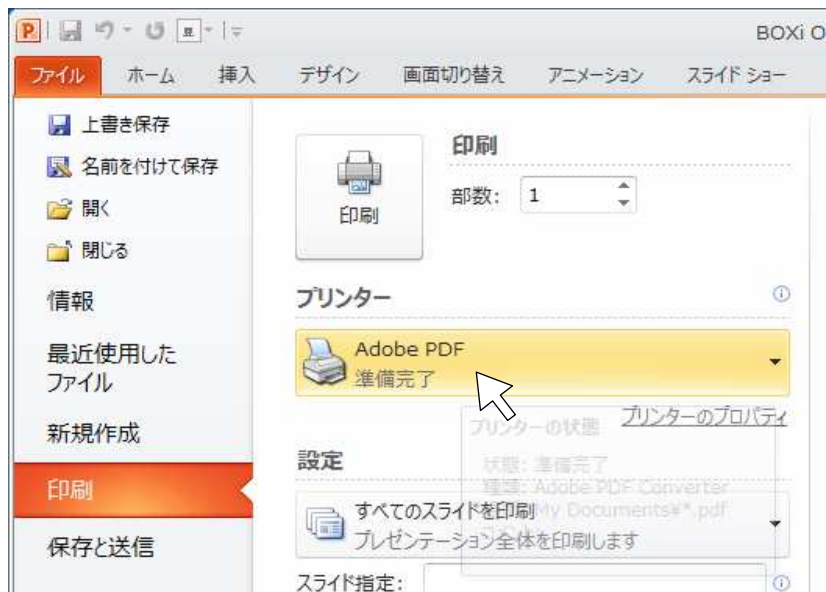 BOXi O
ファイル ホーム 挿入 デザイン 画面切り替え アニメーション スライド ショー
上書き保存
名前を付けて保存
開く
閉じる
情報
最近使用した
ファイル
新規作成
印刷
保存と送信
印刷
印刷
部数: 1
プリンター
Adobe PDF
準備完了
プリンターのプロパティ
プリンターの状態
状態: 準備完了
種類: Adobe PDF Converter
My Documents¥*.pdf
設定
すべてのスライドを印刷
プレゼンテーション全体を印刷します
スライド指定: